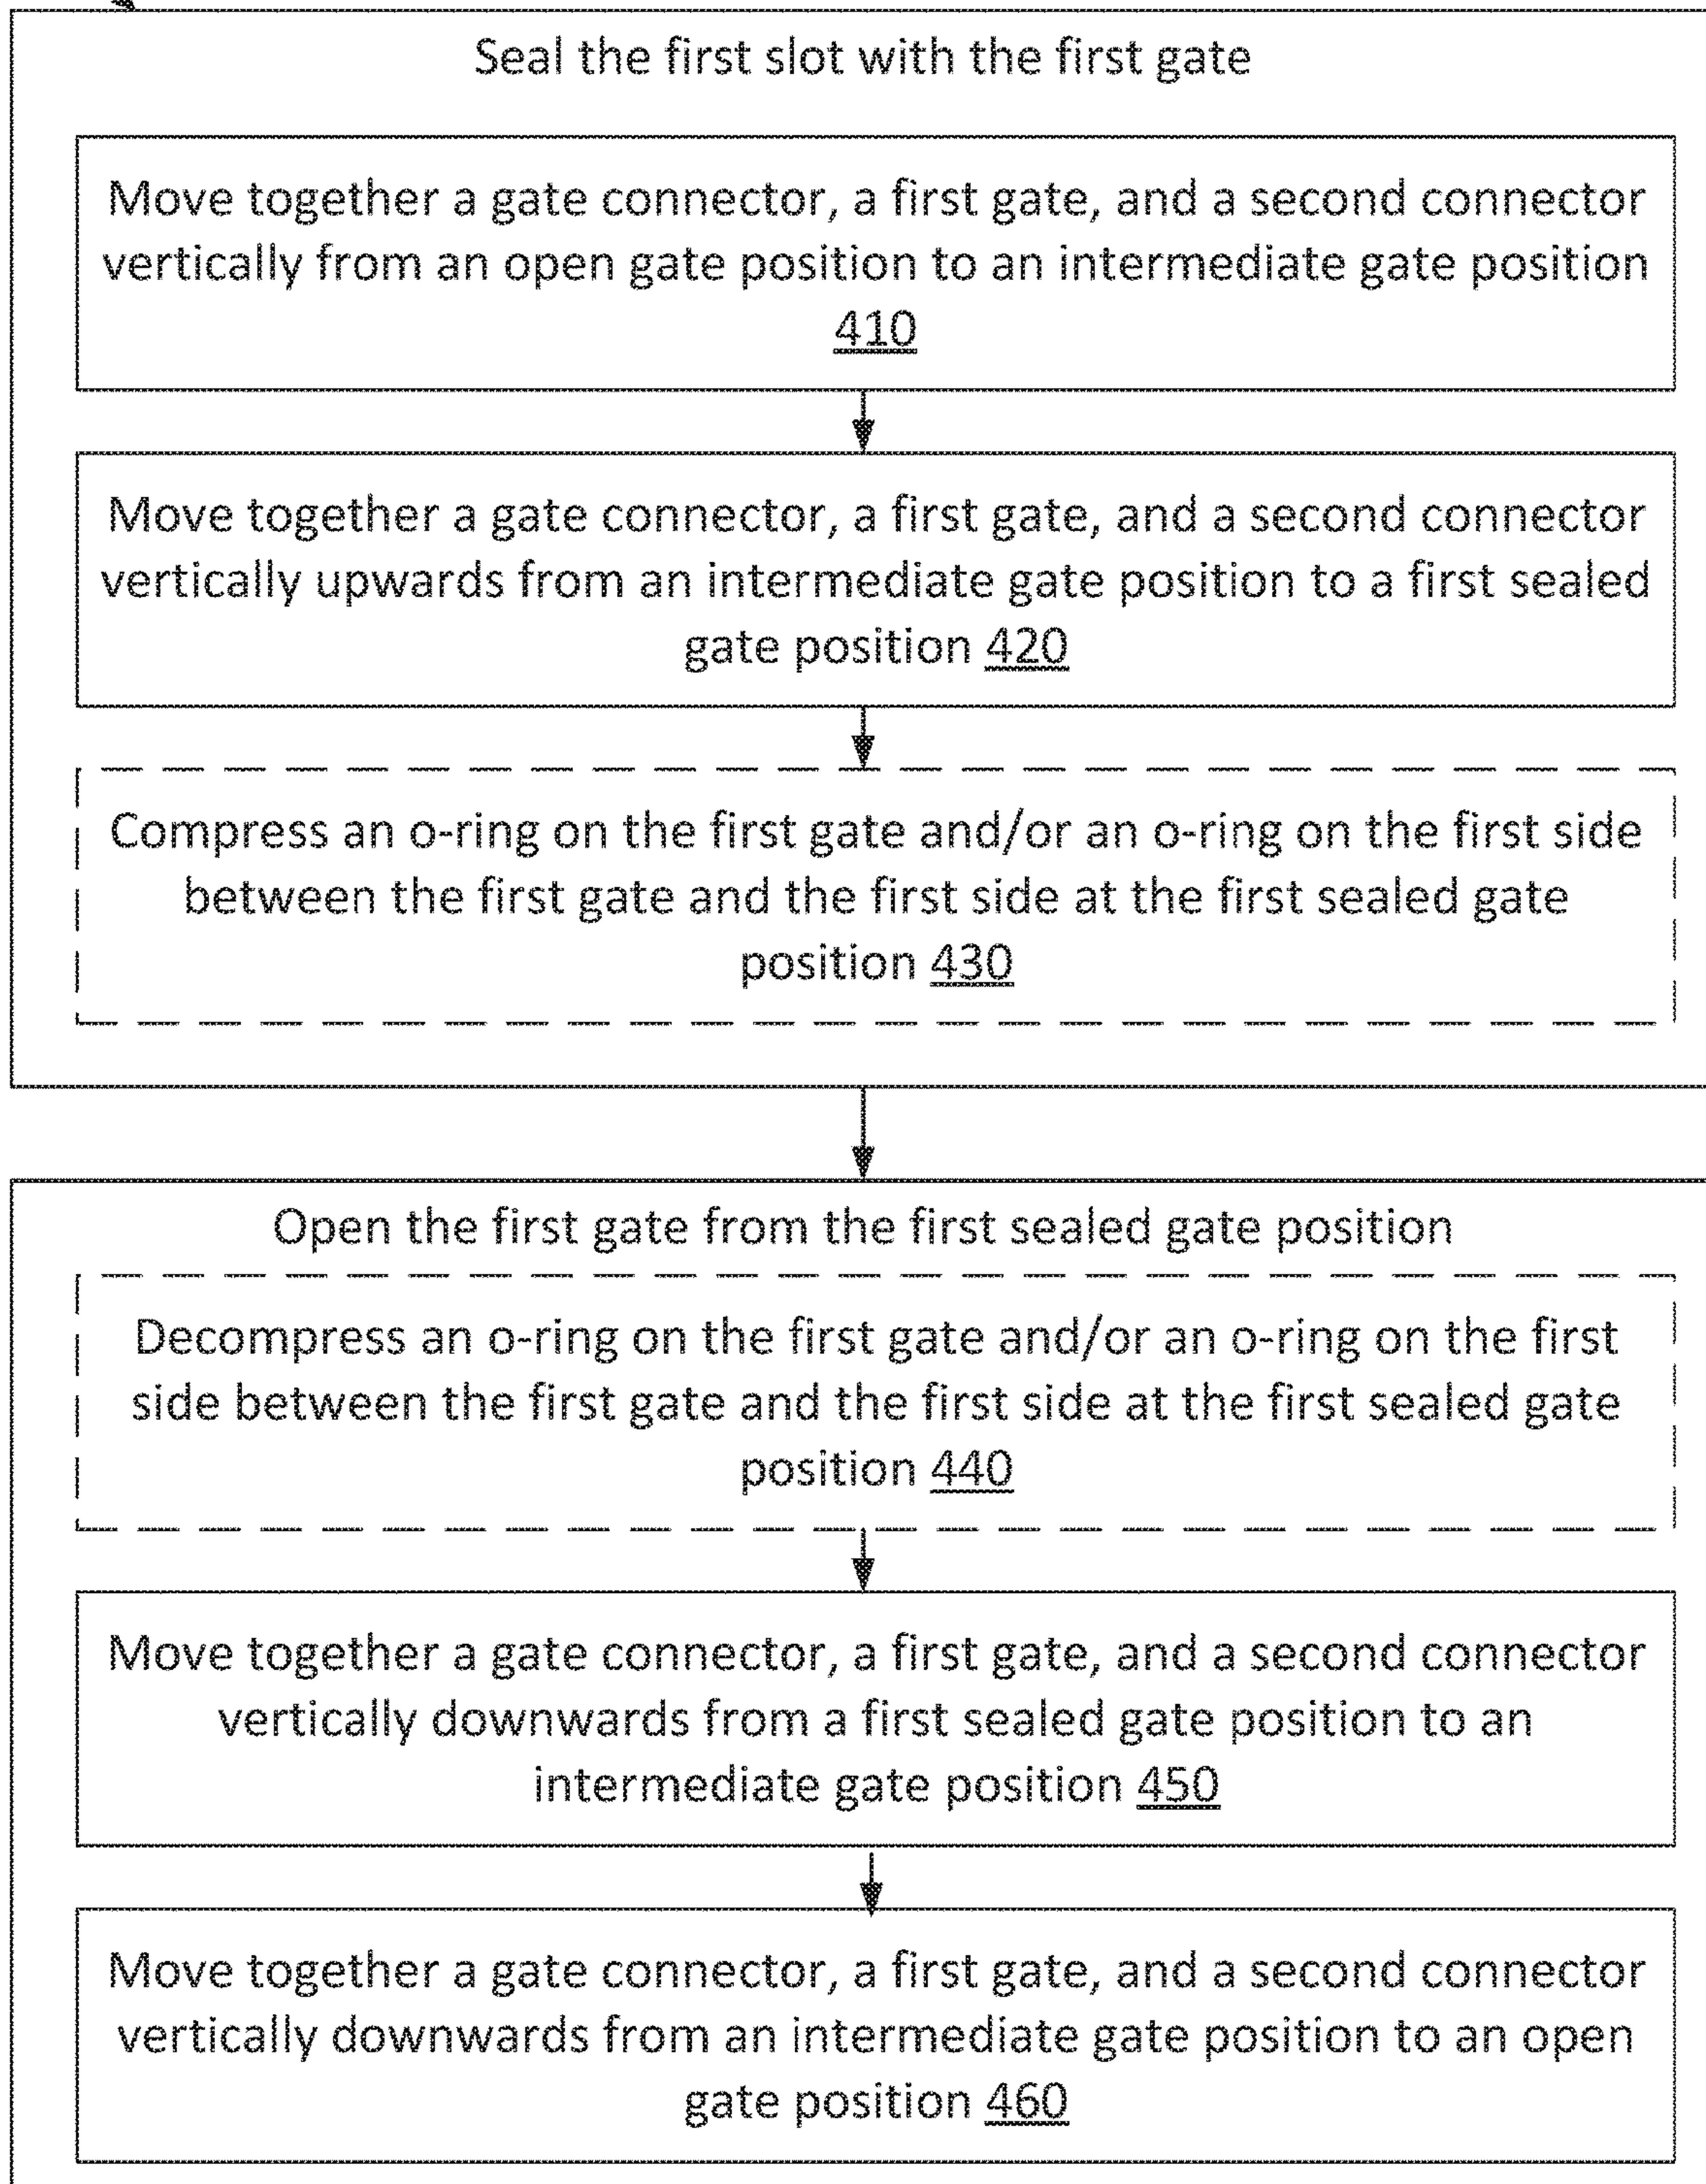 Seal the first slot with the first gate
Move together a gate connector, a first gate, and a second connector
vertically from an open gate position to an intermediate gate position
410
Move together a gate connector, a first gate, and a second connector
vertically upwards from an intermediate gate position to a first sealed
gate position 420
Compress an o-ring on the first gate and/or an o-ring on the first side
between the first gate and the first side at the first sealed gate
position 430
Open the first gate from the first sealed gate position
Decompress an o-ring on the first gate and/or an o-ring on the first
side between the first gate and the first side at the first sealed gate
position 440
Move together a gate connector, a first gate, and a second connector
vertically downwards from a first sealed gate position to an
intermediate gate position 450
Move together a gate connector, a first gate, and a second connector
vertically downwards from an intermediate gate position to an open
gate position 460